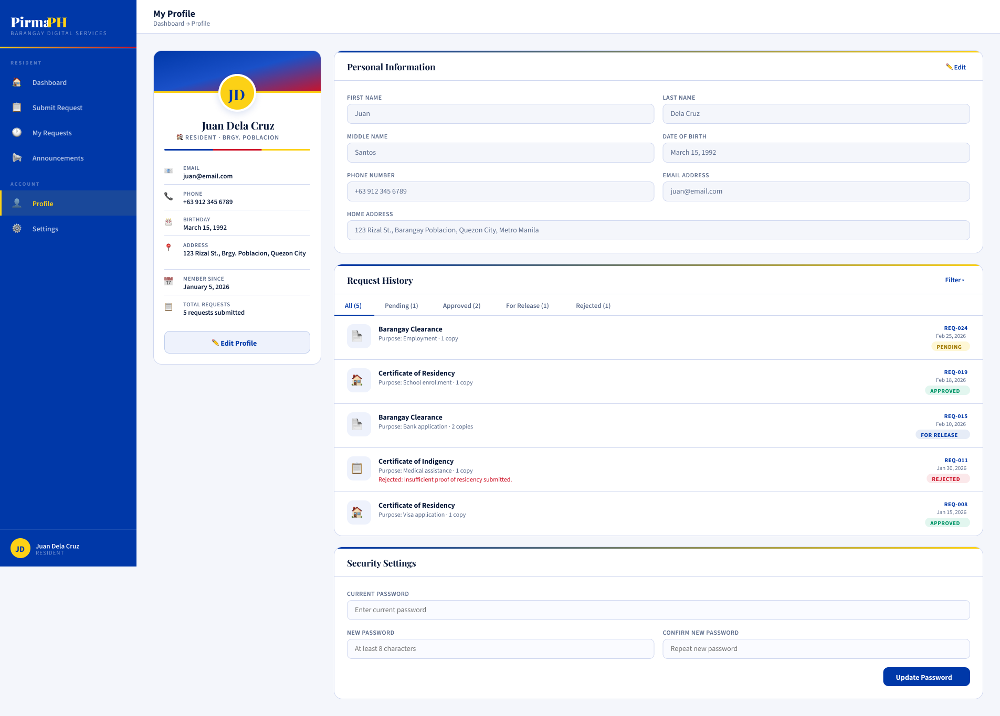 PirmaPH
BARANGAY DIGITAL SERVICES
RESIDENT
Dashboard
Submit Request
My Requests
Announcements
ACCOUNT
Profile
Settings
JD
Juan Dela Cruz
RESIDENT
My Profile
Dashboard → Profile
JD
Juan Dela Cruz
RESIDENT · BRGY. POBLACION
EMAIL
juan@email.com
PHONE
+63 912 345 6789
BIRTHDAY
March 15, 1992
ADDRESS
123 Rizal St., Brgy. Poblacion, Quezon City
MEMBER SINCE
January 5, 2026
TOTAL REQUESTS
5 requests submitted
Edit Profile
Personal Information
Edit
FIRST NAME
Juan
LAST NAME
Dela Cruz
MIDDLE NAME
Santos
DATE OF BIRTH
March 15, 1992
PHONE NUMBER
+63 912 345 6789
EMAIL ADDRESS
juan@email.com
HOME ADDRESS
123 Rizal St., Barangay Poblacion, Quezon City, Metro Manila
Request History
Filter ▾
All (5)
Pending (1)
Approved (2)
For Release (1)
Rejected (1)
Barangay Clearance
Purpose: Employment · 1 copy
REQ-024
Feb 25, 2026
PENDING
Certificate of Residency
Purpose: School enrollment · 1 copy
REQ-019
Feb 18, 2026
APPROVED
Barangay Clearance
Purpose: Bank application · 2 copies
REQ-015
Feb 10, 2026
FOR RELEASE
Certificate of Indigency
Purpose: Medical assistance · 1 copy
Rejected: Insufficient proof of residency submitted.
REQ-011
Jan 30, 2026
REJECTED
Certificate of Residency
Purpose: Visa application · 1 copy
REQ-008
Jan 15, 2026
APPROVED
Security Settings
CURRENT PASSWORD
Enter current password
NEW PASSWORD
At least 8 characters
CONFIRM NEW PASSWORD
Repeat new password
Update Password